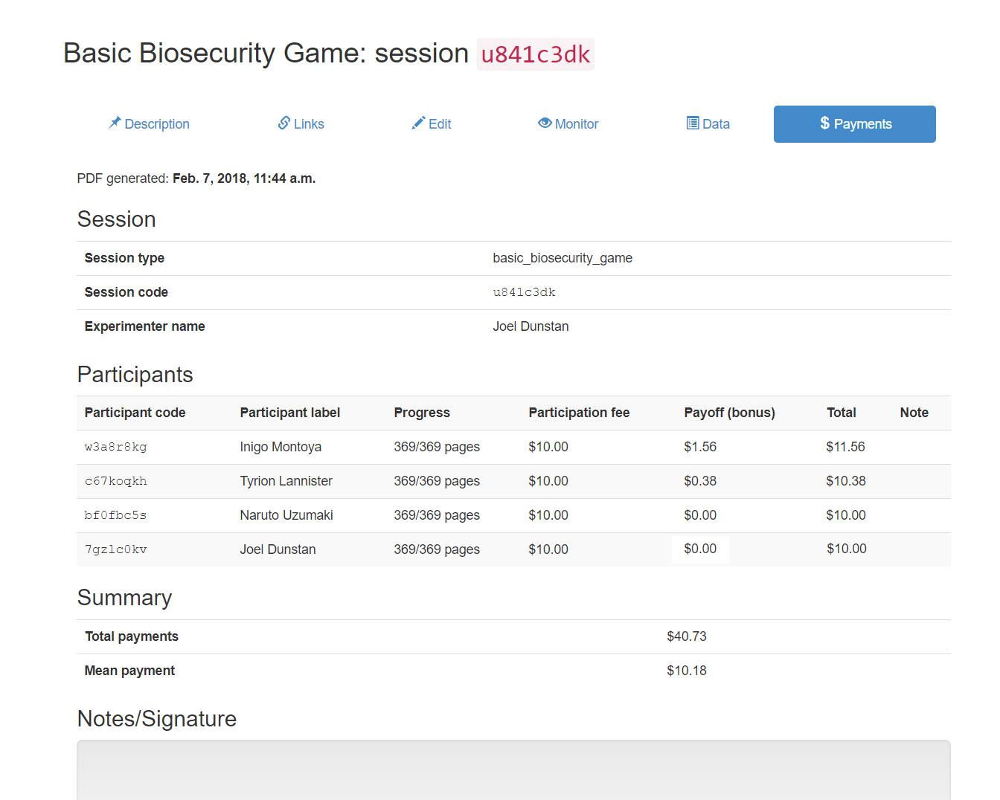 Basic Biosecurity Game: session u841c3dk
Description Links Edit Monitor Data $ Payments
PDF generated: Feb. 7, 2018, 11:44 a.m.
Session
Session type basic_biosecurity_game
Session code u841c3dk
Experimenter name Joel Dunstan
Participants
Participant code Participant label Progress Participation fee Payoff (bonus) Total Note
w3a8r8kg Inigo Montoya 369/369 pages $10.00 $1.56 $11.56
c67koqkh Tyrion Lannister 369/369 pages $10.00 $0.38 $10.38
bf0fbc5s Naruto Uzumaki 369/369 pages $10.00 $0.00 $10.00
7gzlc0kv Joel Dunstan 369/369 pages $10.00 $0.00 $10.00
Summary
Total payments $40.73
Mean payment $10.18
Notes/Signature